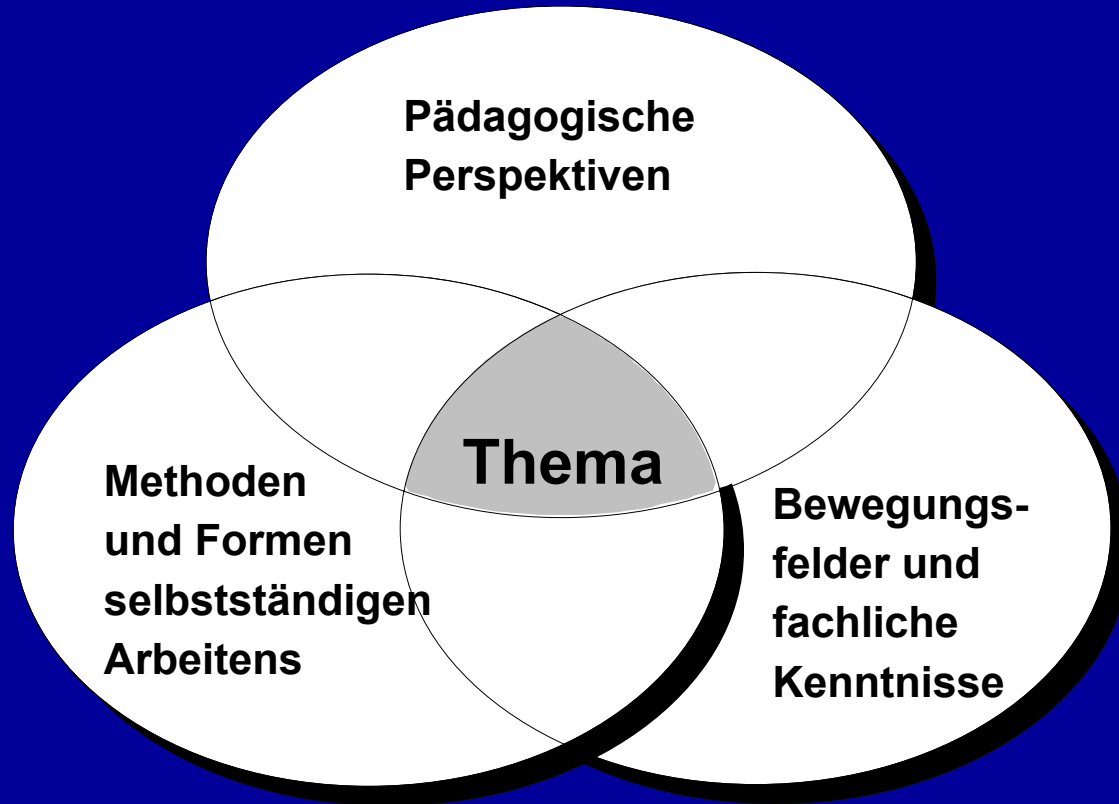 Pädagogische
Perspektiven
Thema
Methoden
und Formen
selbstständigen
Arbeitens
Bewegungs-
felder und
fachliche
Kenntnisse